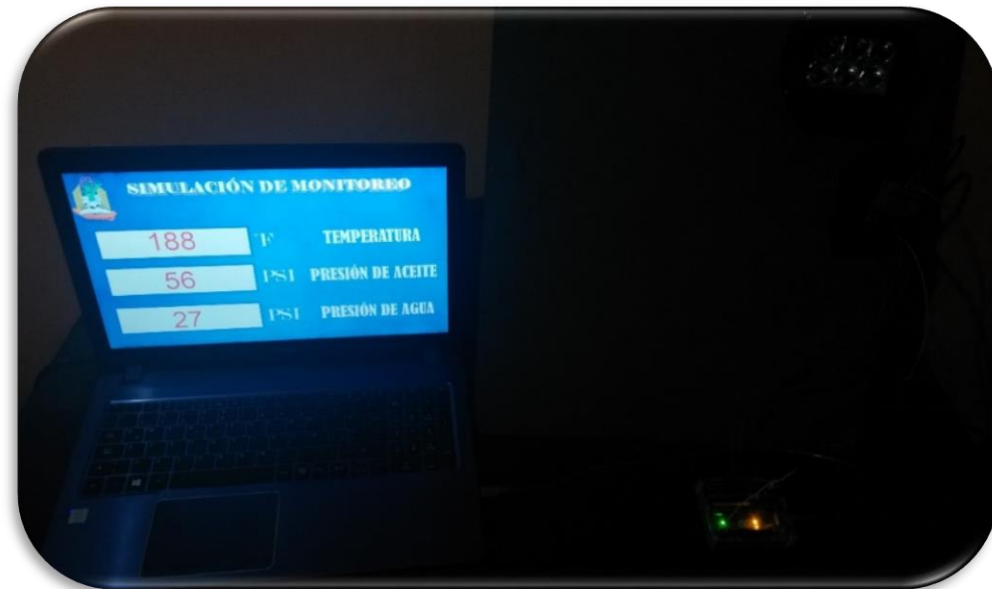 SIMULACIÓN DE MONITOREO
188 °F TEMPERATURA
56 PSI PRESIÓN DE ACEITE
27 PSI PRESIÓN DE AGUA